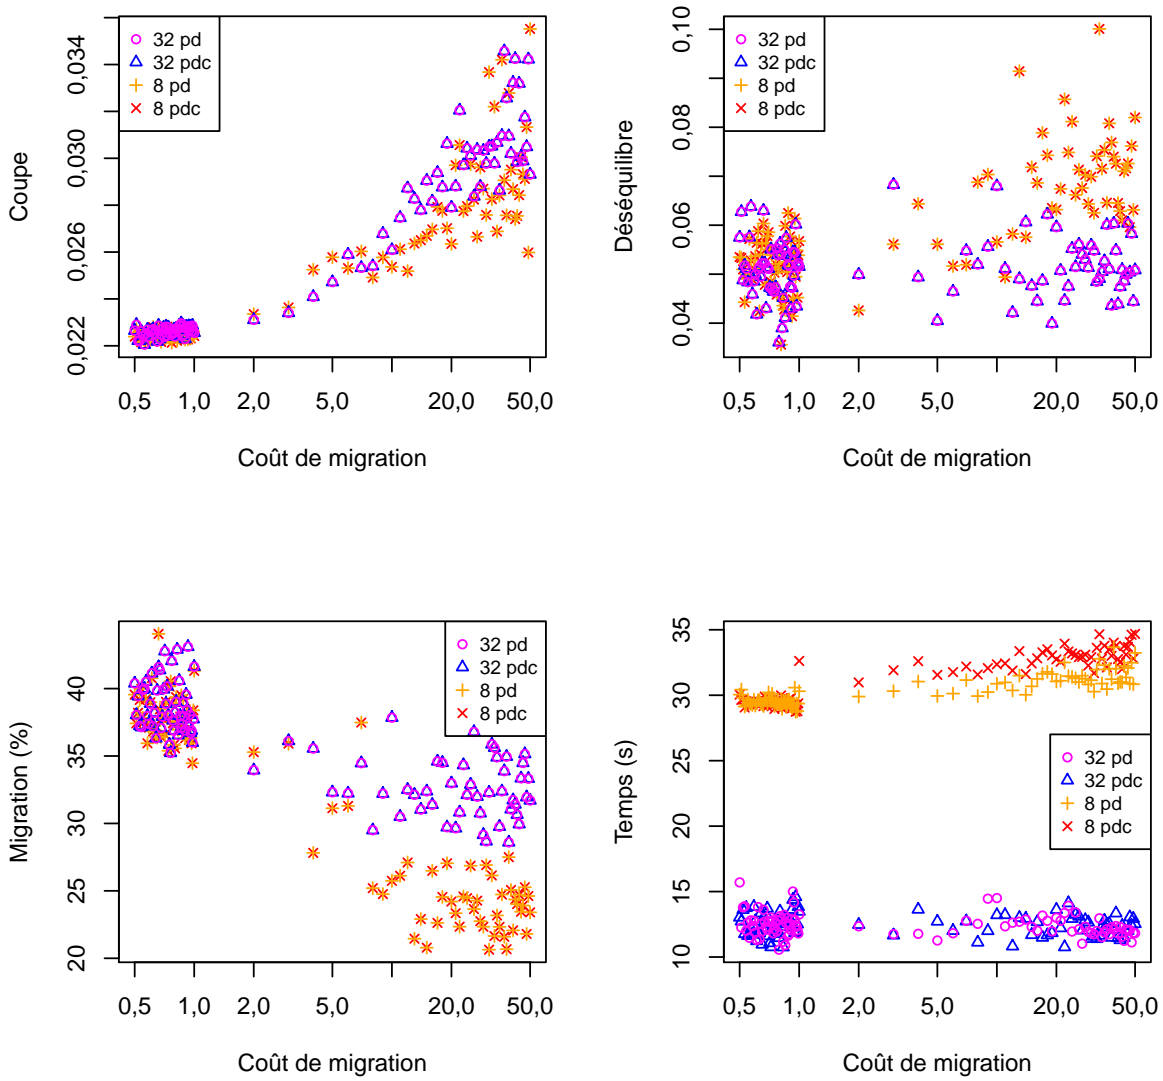 Coupe
0,022
0,026
0,030
0,034
32 pd
32 pdc
8 pd
8 pdc
0,5
1,0
2,0
5,0
20,0
50,0
Coût de migration
Déséquilibre
0,04
0,06
0,08
0,10
32 pd
32 pdc
8 pd
8 pdc
0,5
1,0
2,0
5,0
20,0
50,0
Coût de migration
Migration (%)
20
25
30
35
40
32 pd
32 pdc
8 pd
8 pdc
0,5
1,0
2,0
5,0
20,0
50,0
Coût de migration
Temps (s)
10
15
20
25
30
35
32 pd
32 pdc
8 pd
8 pdc
0,5
1,0
2,0
5,0
20,0
50,0
Coût de migration